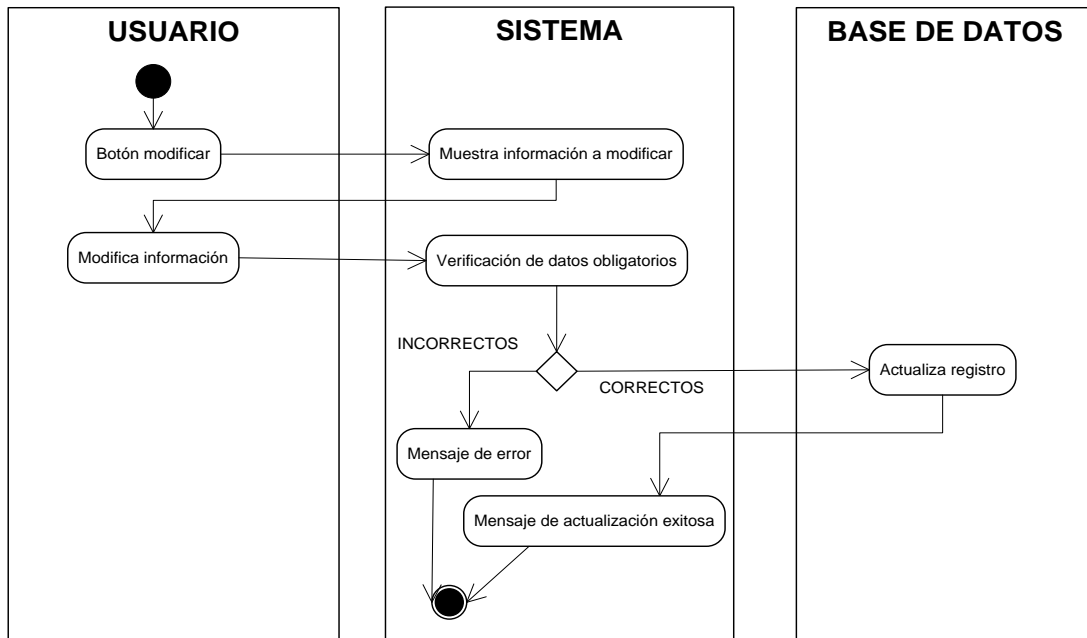 USUARIO
SISTEMA
BASE DE DATOS
Botón modificar
Muestra información a modificar
Modifica información
Verificación de datos obligatorios
INCORRECTOS
CORRECTOS
Actualiza registro
Mensaje de error
Mensaje de actualización exitosa